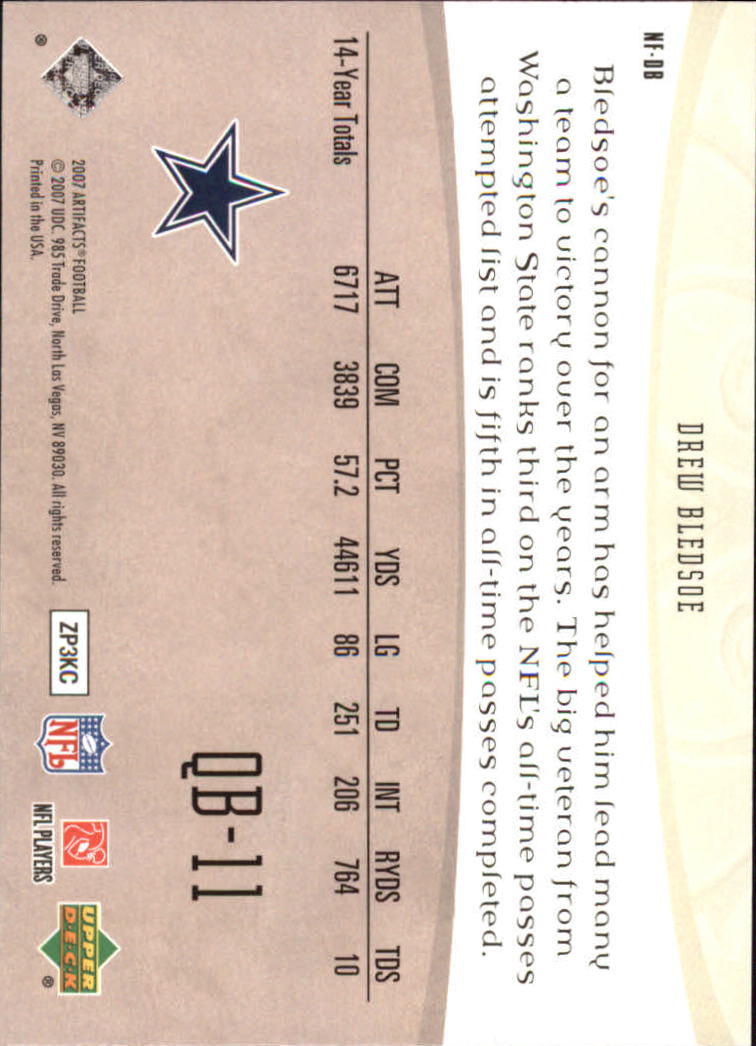 DREW BLEDSOE
NF-DB
Bledsoe's cannon for an arm has helped him lead many
a team to victory over the years. The big veteran from
Washington State ranks third on the NFL's all-time passes
attempted list and is fifth in all-time passes completed.
ATT COM PCT YDS LG TD INT RYDS TDS
14-Year Totals 6717 3839 57.2 44611 86 251 206 764 10
QB-11
2007 ARTIFACTS® FOOTBALL
© 2007 UDC. 985 Trade Drive, North Las Vegas, NV 89030. All rights reserved.
Printed in the USA.
®
ZP3KC
NFL
NFL PLAYERS
UPPER
DECK
®